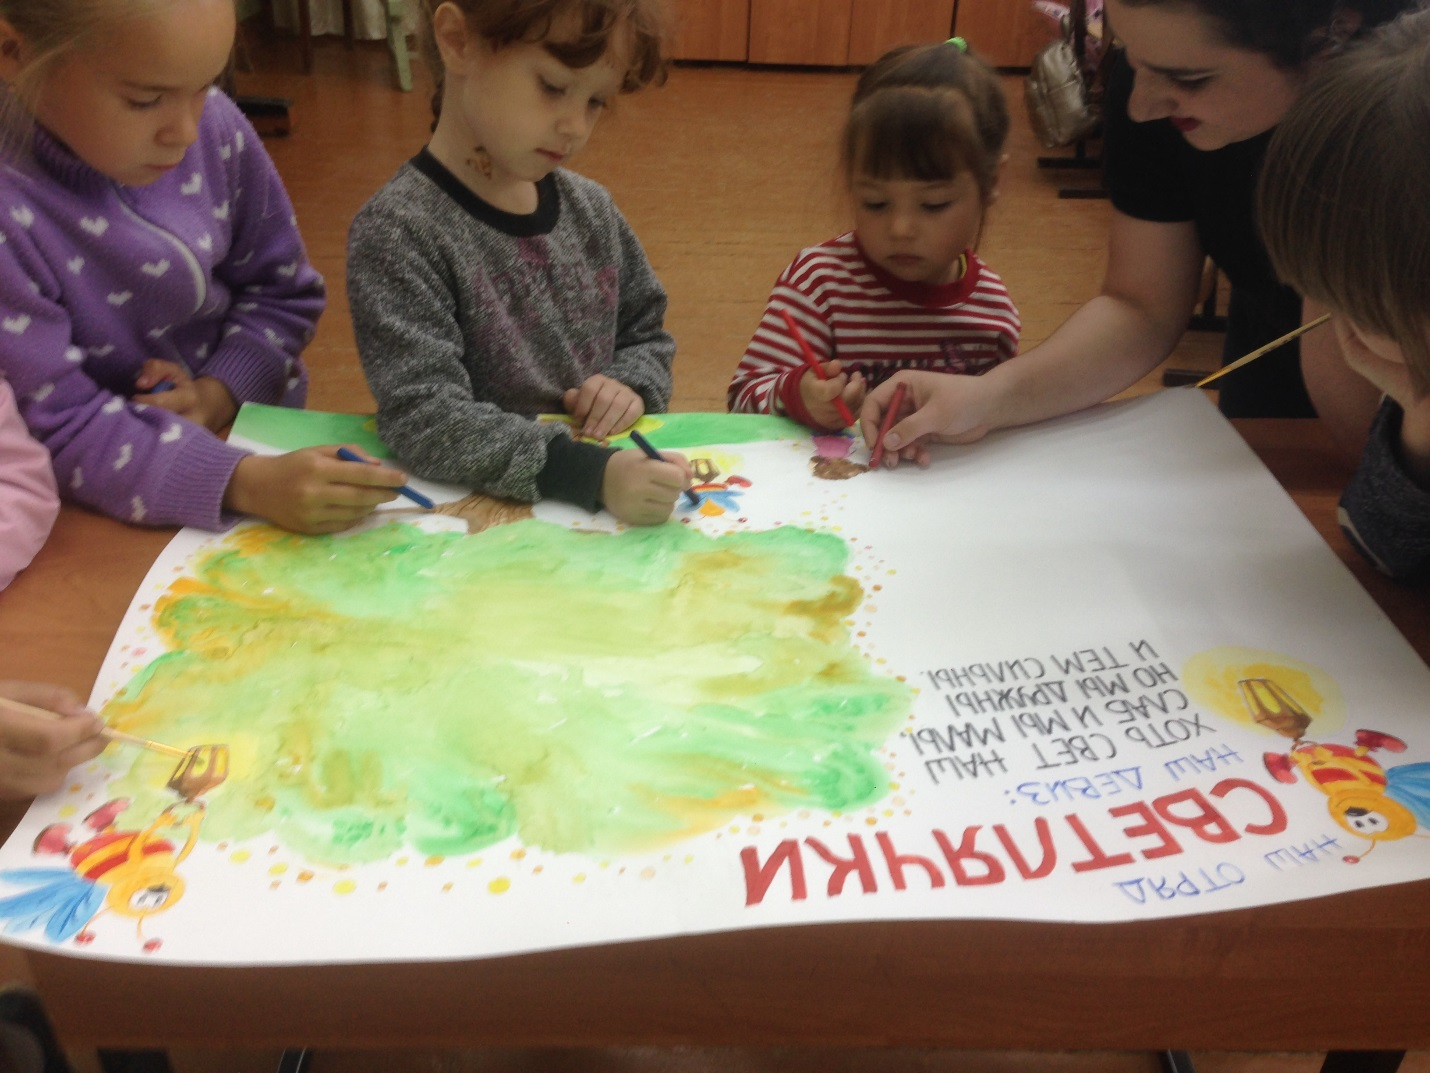 НАШ ОТРЯД
СВЕТЛЯЧКИ
НАШ ДЕВИЗ:
ХОТЬ СВЕТ НАШ
СЛАБ И МЫ МАЛЫ,
НО МЫ ДРУЖНЫ
И ТЕМ СИЛЬНЫ.